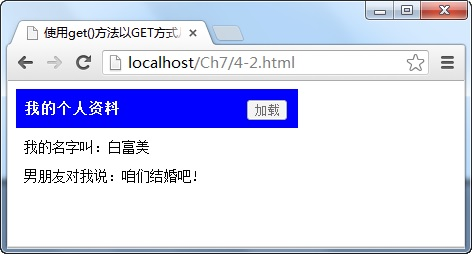 使用get()方法以GET方式
localhost/Ch7/4-2.html
我的个人资料
加载
我的名字叫：白富美
男朋友对我说：咱们结婚吧！